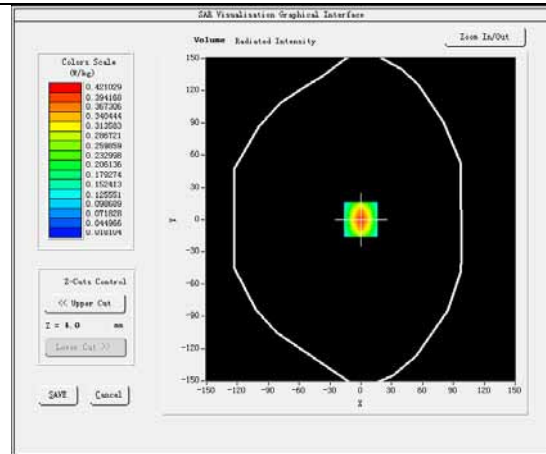 SAR Visualisation Graphical Interface
Volume Radiated Intensity
Zoom In/Out
Colors Scale
(W/kg)
0.421029
0.394168
0.367306
0.340444
0.313583
0.286721
0.259859
0.232998
0.206136
0.179274
0.152413
0.125551
0.098689
0.071828
0.044966
0.018104
Z-Cuts Control
<< Upper Cut
Z = 4.0 mm
Lower Cut >>
SAVE
Cancel
150
120
90
60
30
0
-30
-60
-90
-120
-150
Y
-150 -120 -90 -60 -30 0 30 60 90 120 150
X